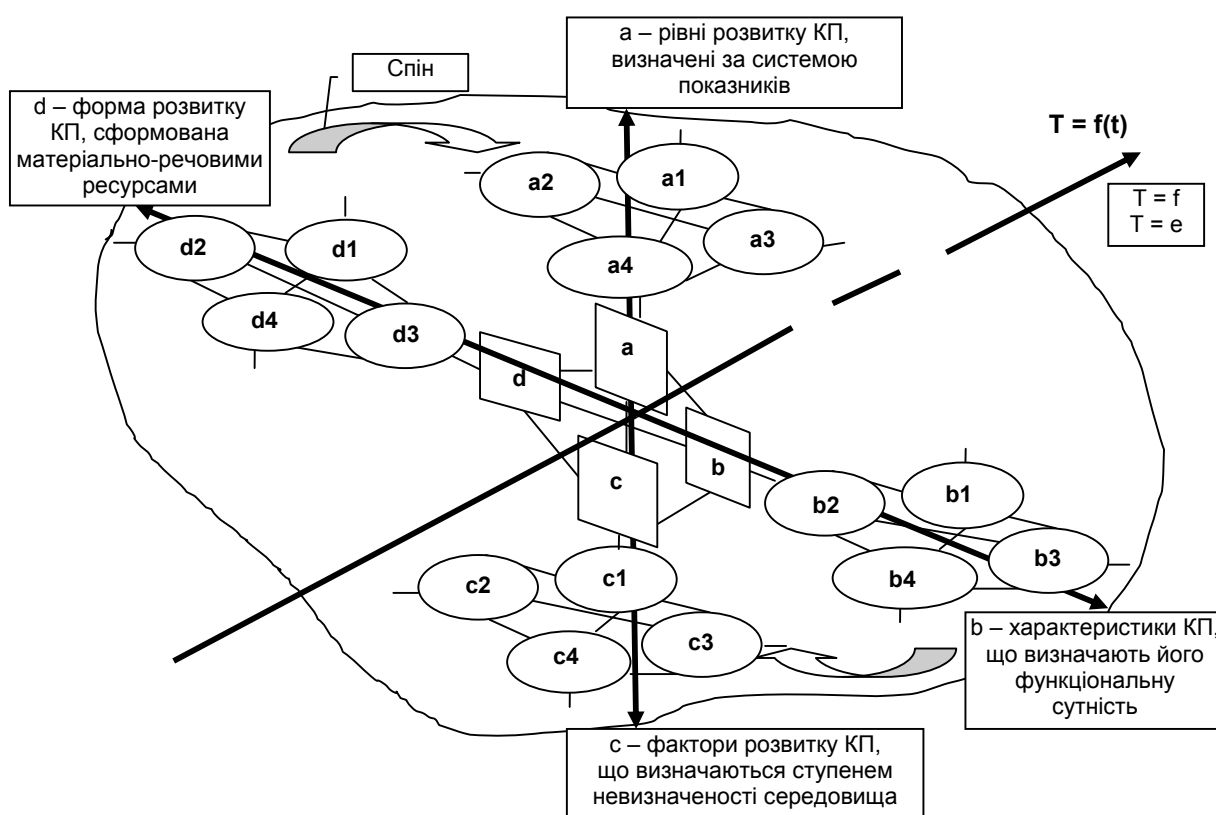 a – рівні розвитку КП,
визначені за системою
показників
Спін
d – форма розвитку
КП, сформована
матеріально-речовими
ресурсами
T = f(t)
T = f
T = e
a1
a2
a3
a4
d1
d2
d3
d4
a
d
b
c
b1
b2
b3
b4
c1
c2
c3
c4
b – характеристики КП,
що визначають його
функціональну
сутність
c – фактори розвитку КП,
що визначаються ступенем
невизначеності середовища